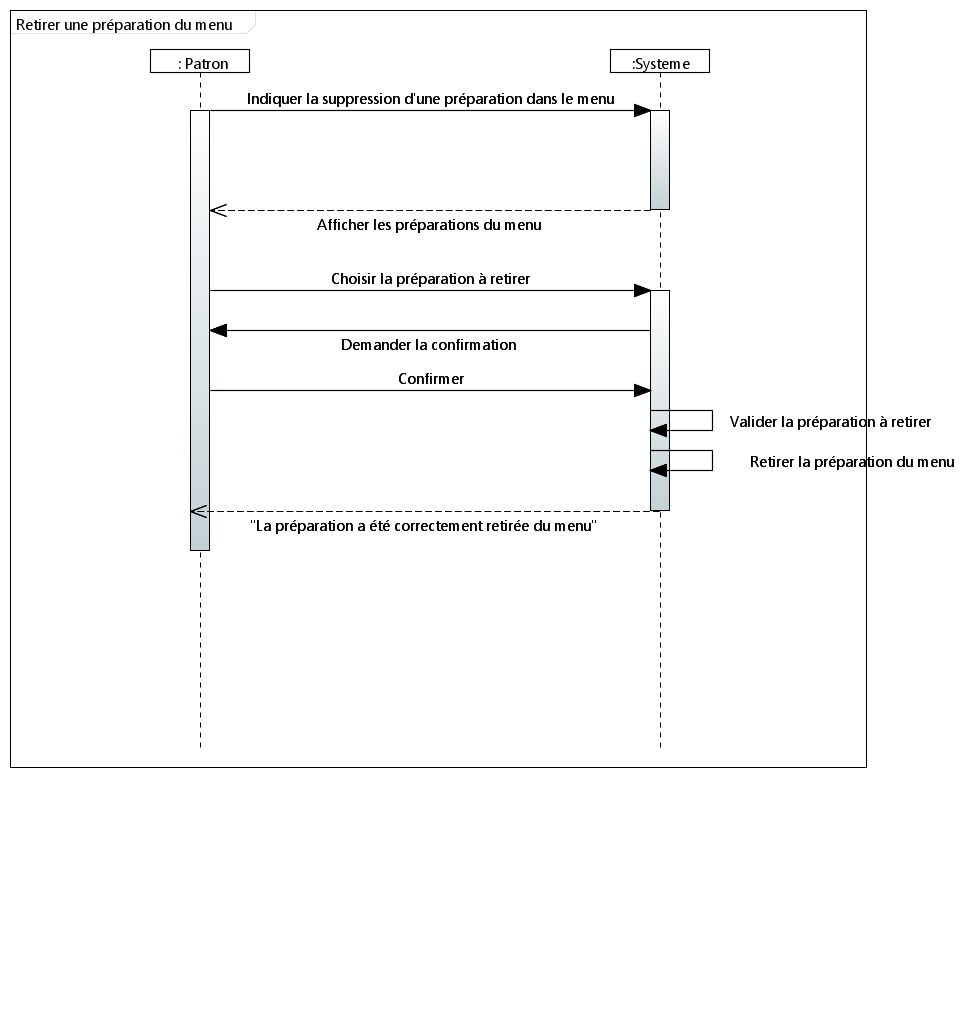 Retirer une préparation du menu
: Patron
:Systeme
Indiquer la suppression d'une préparation dans le menu
Afficher les préparations du menu
Choisir la préparation à retirer
Demander la confirmation
Confirmer
Valider la préparation à retirer
Retirer la préparation du menu
"La préparation a été correctement retirée du menu"